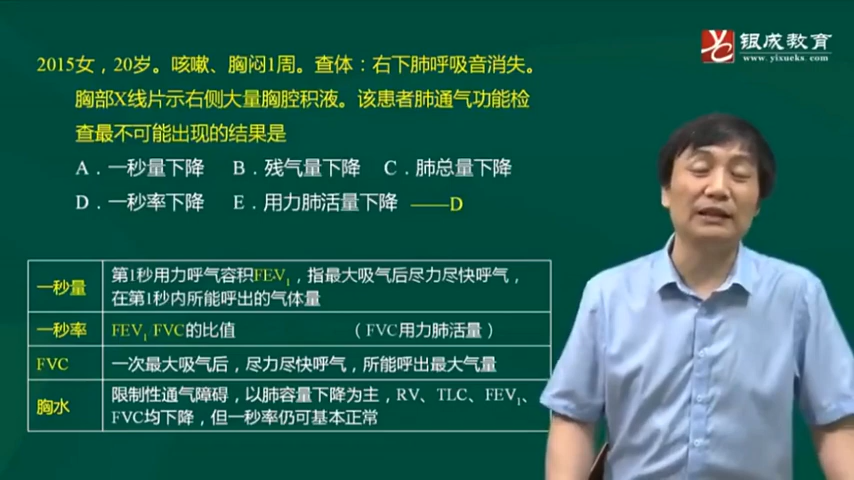 银成教育
www.yixueks.com
2015女，20岁。咳嗽、胸闷1周。查体：右下肺呼吸音消失。
胸部X线片示右侧大量胸腔积液。该患者肺通气功能检
查最不可能出现的结果是
A．一秒量下降 B．残气量下降 C．肺总量下降
D．一秒率下降 E．用力肺活量下降 ——D
一秒量
第1秒用力呼气容积FEV1，指最大吸气后尽力尽快呼气，
在第1秒内所能呼出的气体量
一秒率
FEV1/FVC的比值 （FVC用力肺活量）
FVC
一次最大吸气后，尽力尽快呼气，所能呼出最大气量
胸水
限制性通气障碍，以肺容量下降为主，RV、TLC、FEV1、
FVC均下降，但一秒率仍可基本正常